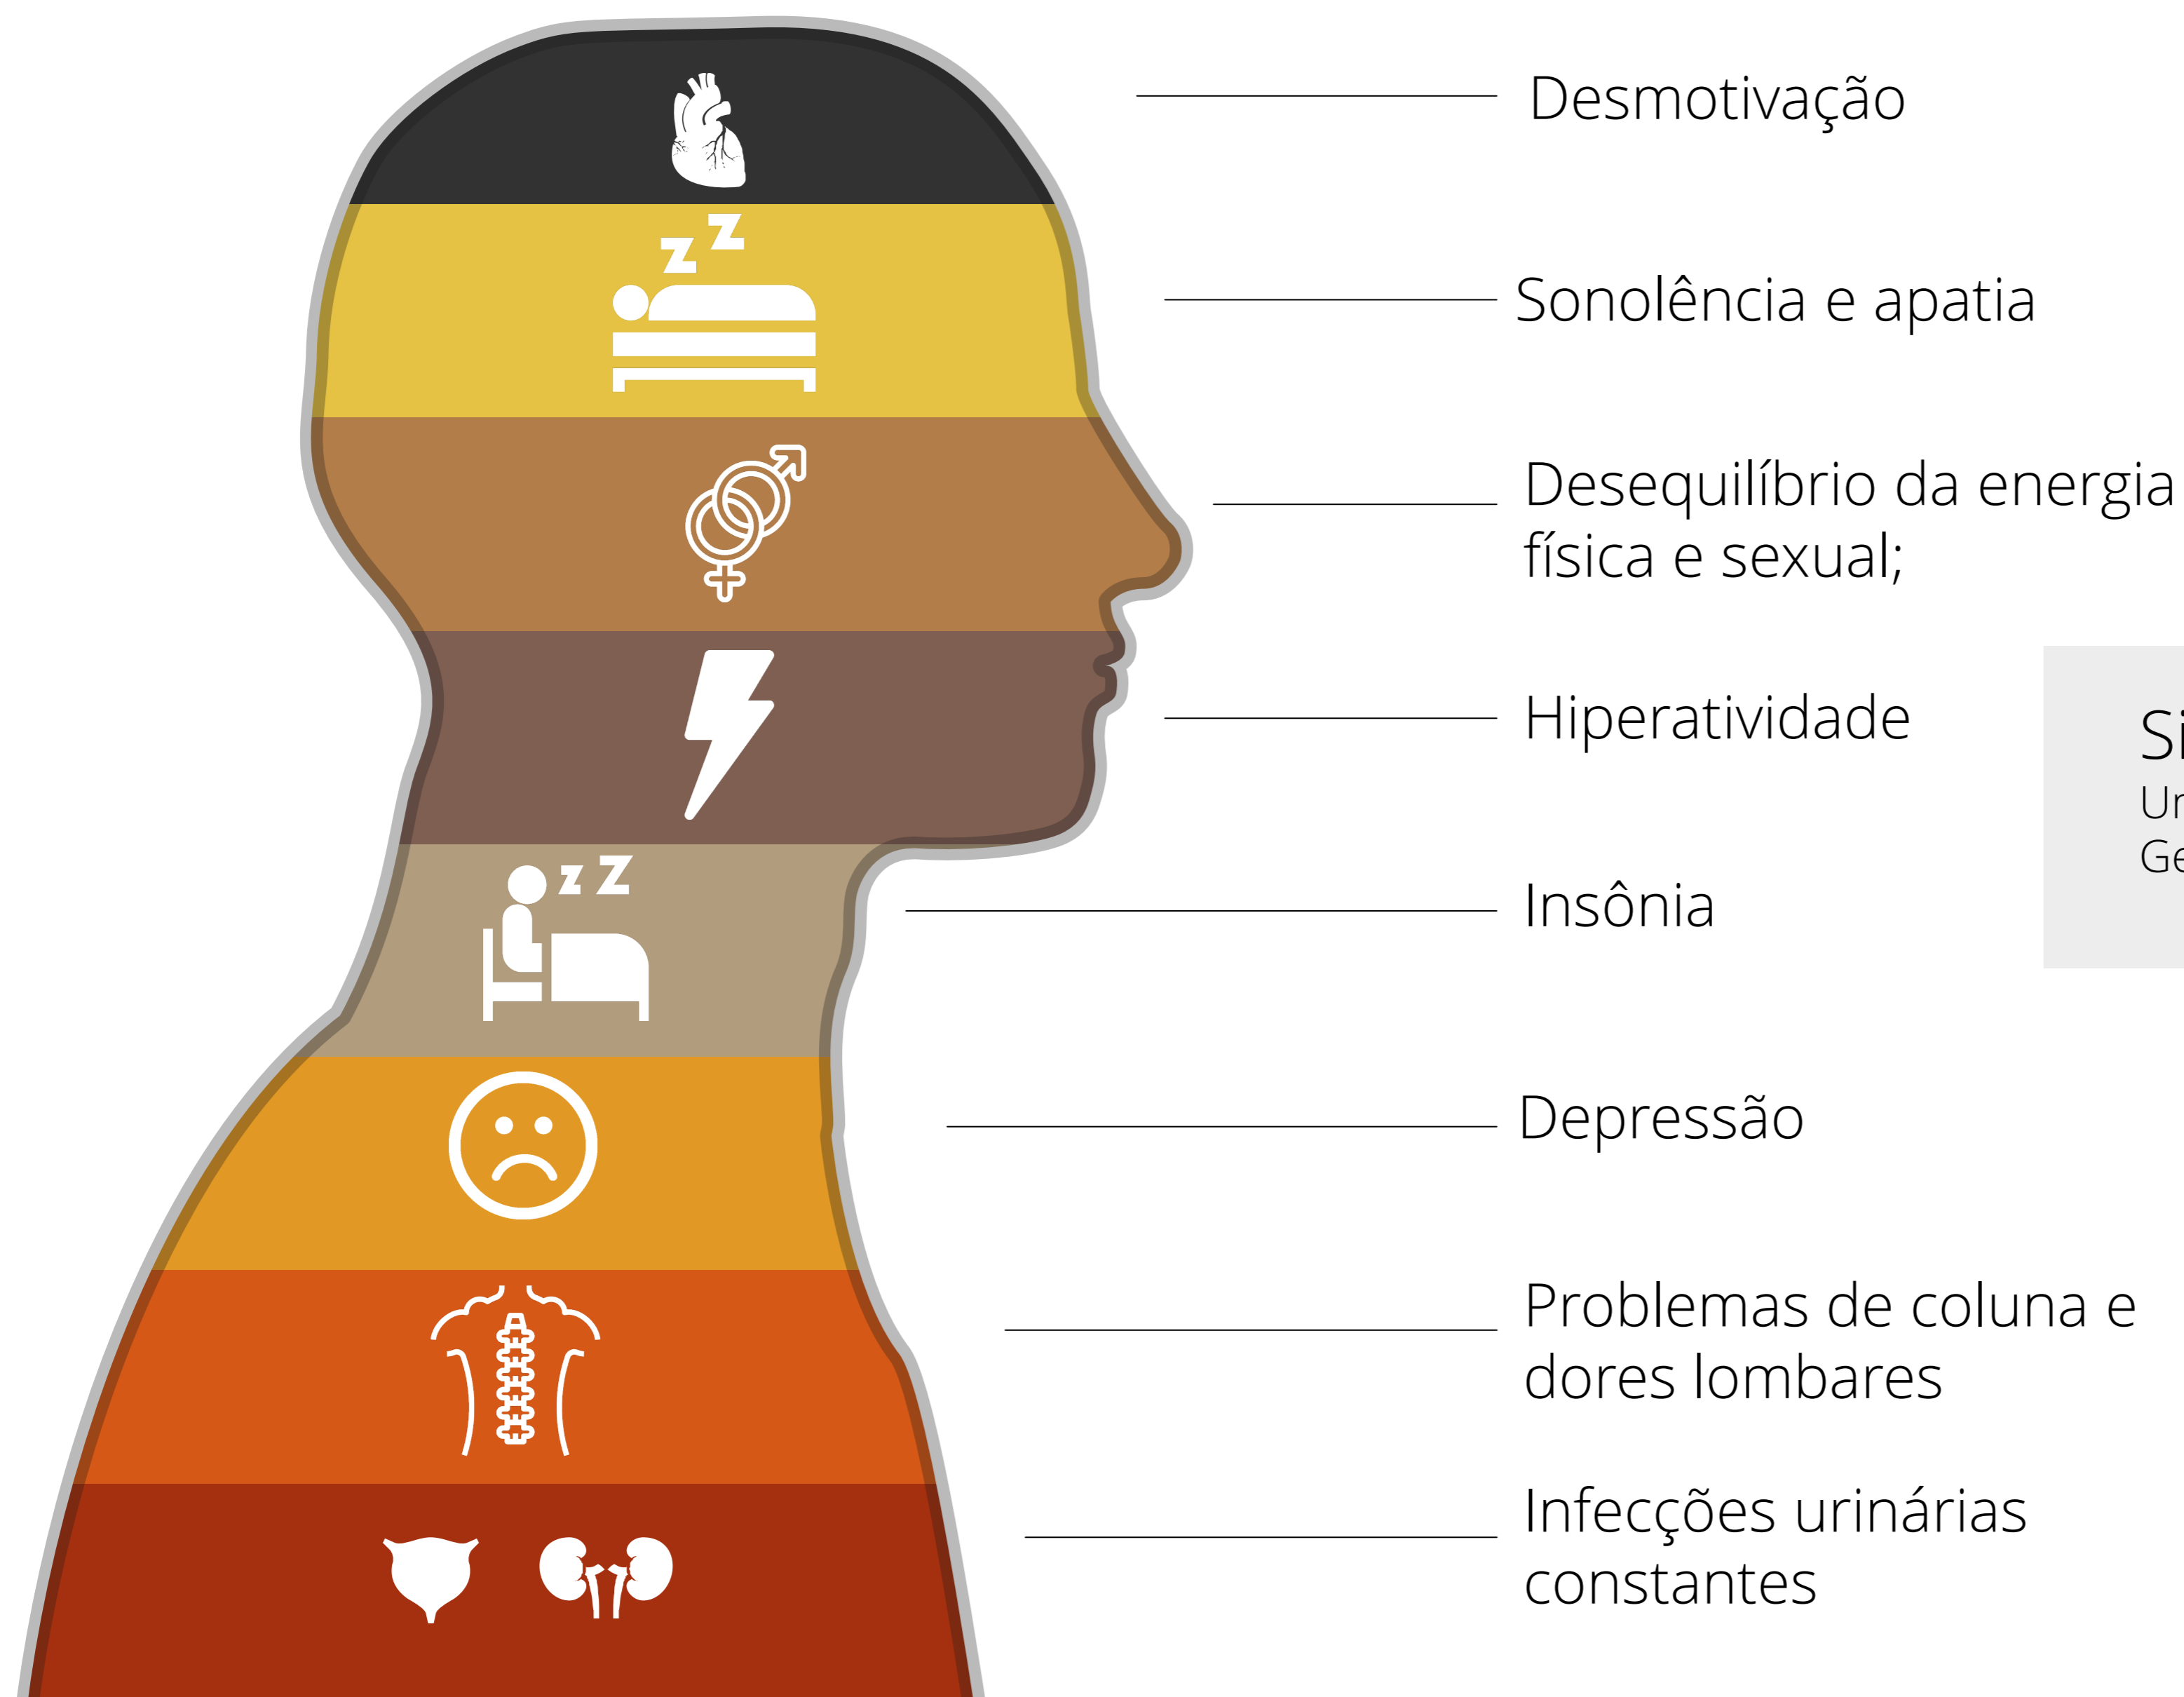 Desmotivação
Sonolência e apatia
Desequilíbrio da energia
física e sexual;
Hiperatividade
Insônia
Depressão
Problemas de coluna e
dores lombares
Infecções urinárias
constantes